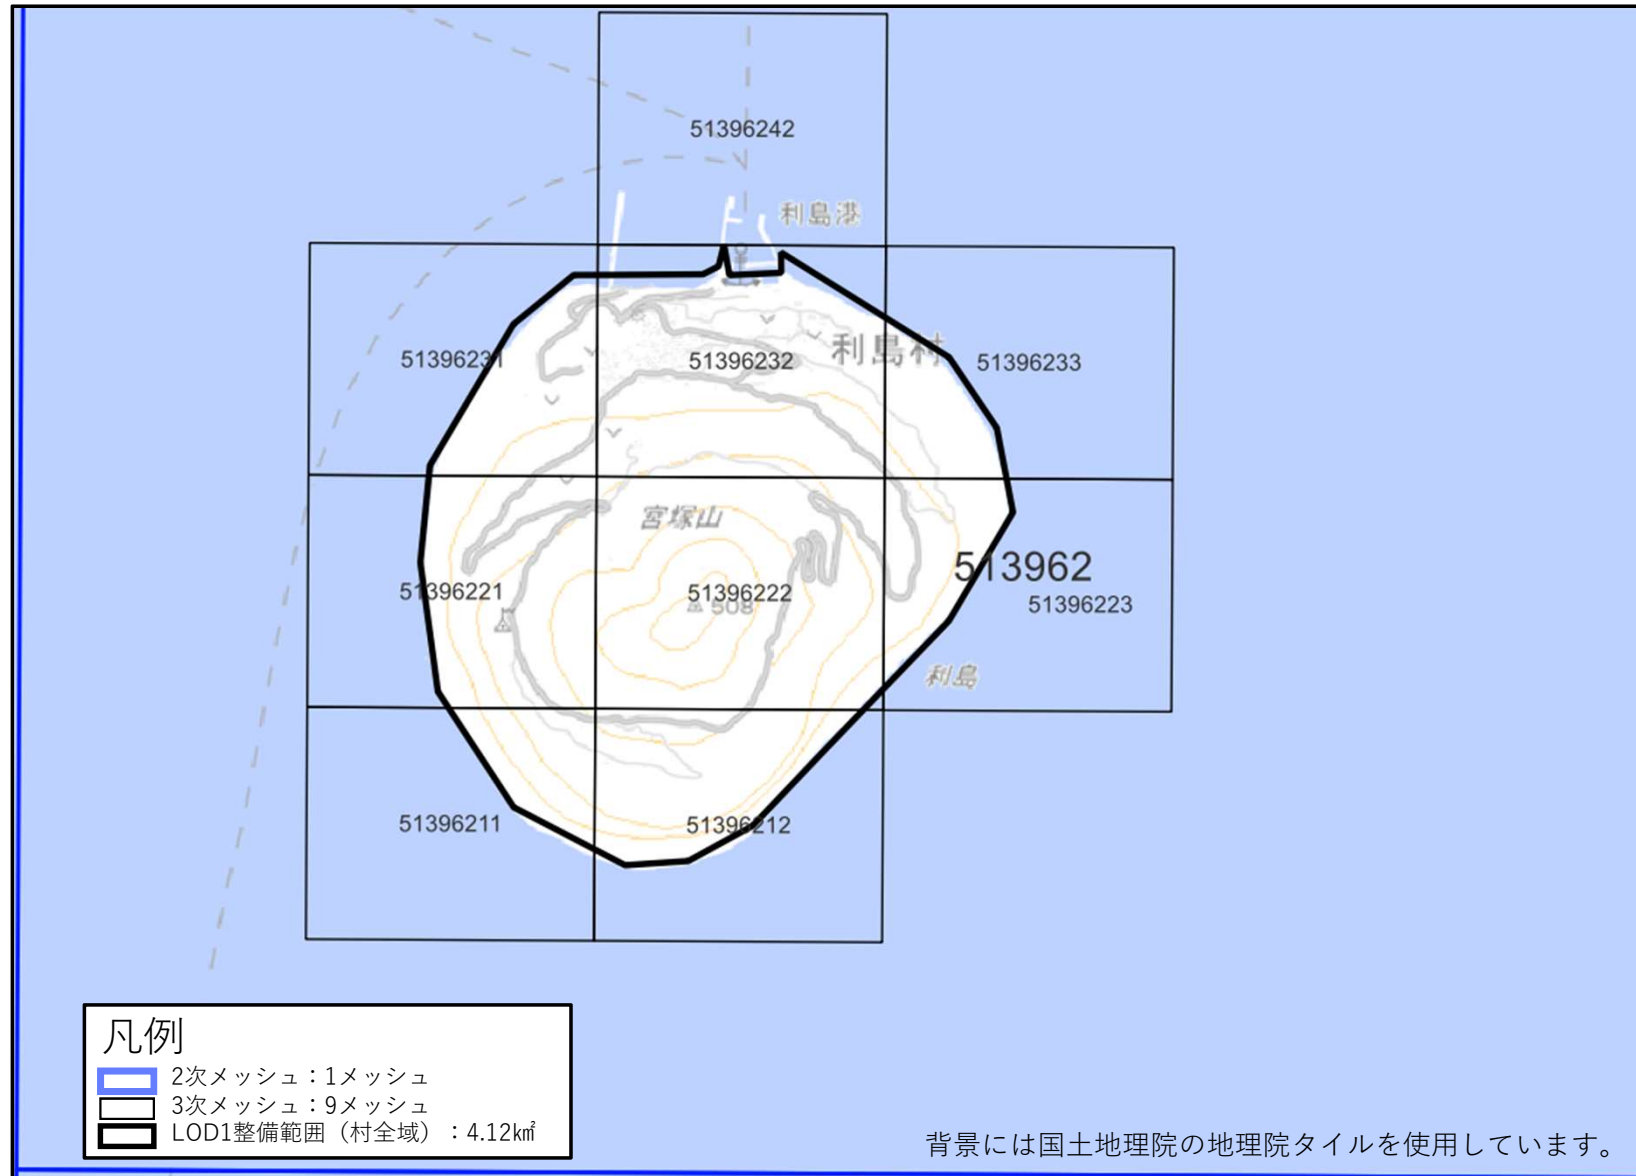 51396242
利島港
利島村
51396231
51396232
51396233
宮塚山
513962
51396221
51396222
51396223
508
利島
51396211
51396212
凡例
2次メッシュ：1メッシュ
3次メッシュ：9メッシュ
LOD1整備範囲（村全域）：4.12㎢
背景には国土地理院の地理院タイルを使用しています。